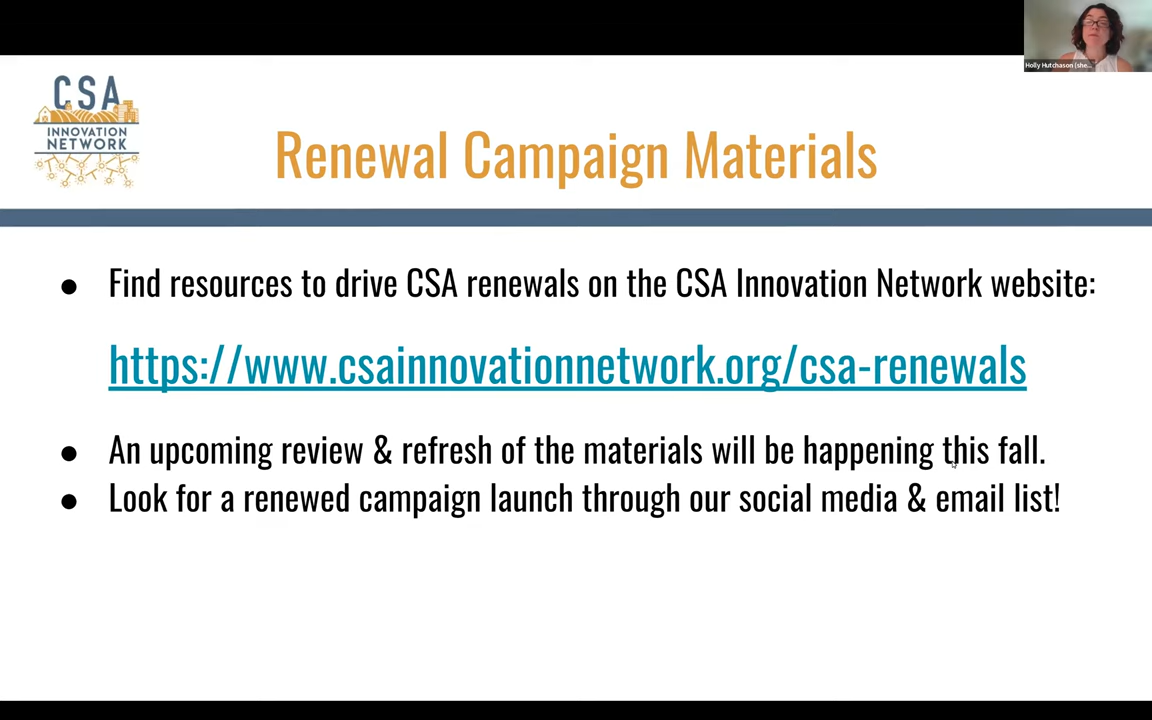 Holly Hutchason (she...
CSA
INNOVATION
NETWORK
Renewal Campaign Materials
● Find resources to drive CSA renewals on the CSA Innovation Network website:
https://www.csainnovationnetwork.org/csa-renewals
● An upcoming review & refresh of the materials will be happening this fall.
● Look for a renewed campaign launch through our social media & email list!